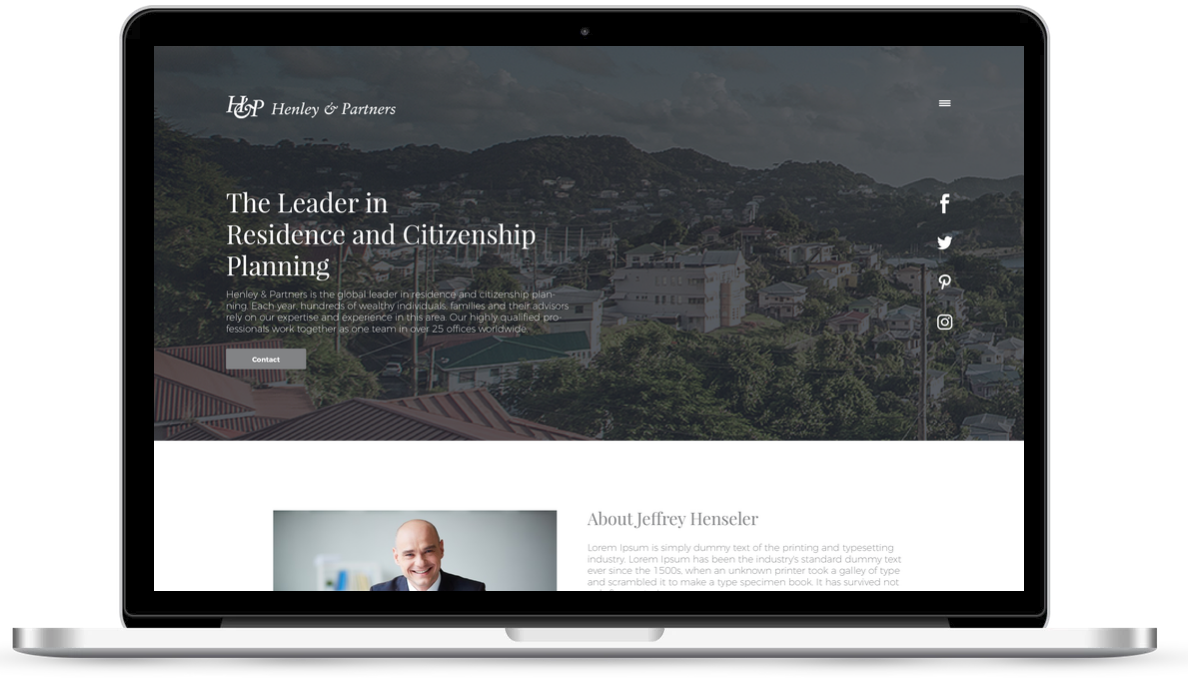 H&P Henley & Partners
The Leader in
Residence and Citizenship
Planning
Henley & Partners is the global leader in residence and citizenship plan-
ning. Each year, hundreds of wealthy individuals, families and their advisors
rely on our expertise and experience in this area. Our highly qualified pro-
fessionals work together as one team in over 25 offices worldwide.
Contact
About Jeffrey Henseler
Lorem Ipsum is simply dummy text of the printing and typesetting
industry. Lorem Ipsum has been the industry's standard dummy text
ever since the 1500s, when an unknown printer took a galley of type
and scrambled it to make a type specimen book. It has survived not